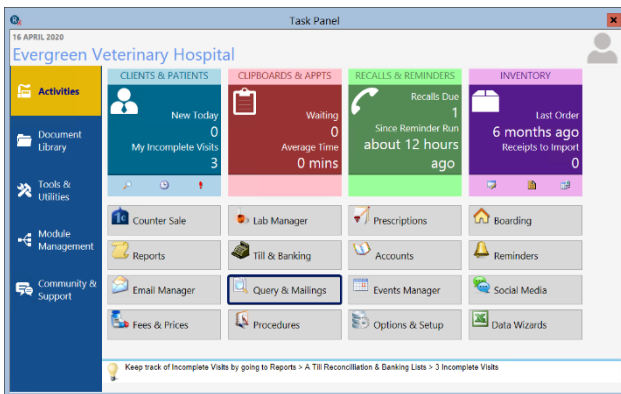 Task Panel
16 APRIL 2020
Evergreen Veterinary Hospital
Activities
Document
Library
Tools &
Utilities
Module
Management
Community &
Support
CLIENTS & PATIENTS
New Today
0
My Incomplete Visits
3
CLIPBOARDS & APPTS
Waiting
0
Average Time
0 mins
RECALLS & REMINDERS
Recalls Due
1
Since Reminder Run
about 12 hours
ago
INVENTORY
Last Order
6 months ago
Receipts to Import
0
Counter Sale
Lab Manager
Prescriptions
Boarding
Reports
Till & Banking
Accounts
Reminders
Email Manager
Query & Mailings
Events Manager
Social Media
Fees & Prices
Procedures
Options & Setup
Data Wizards
Keep track of Incomplete Visits by going to Reports > A Till Reconcilliation & Banking Lists > 3 Incomplete Visits